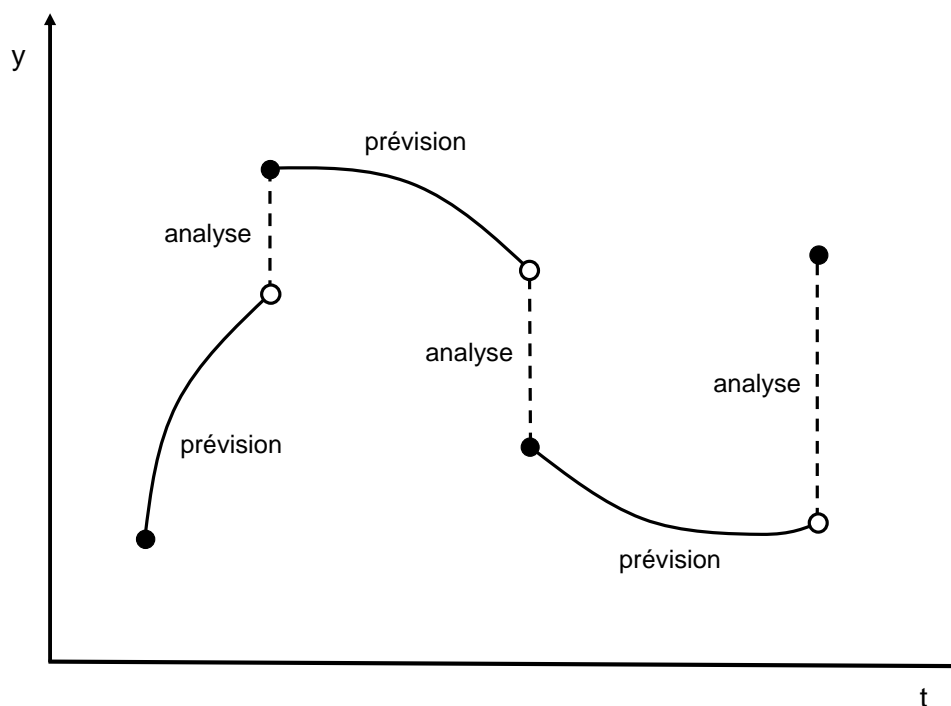 y
prévision
analyse
analyse
analyse
prévision
prévision
t